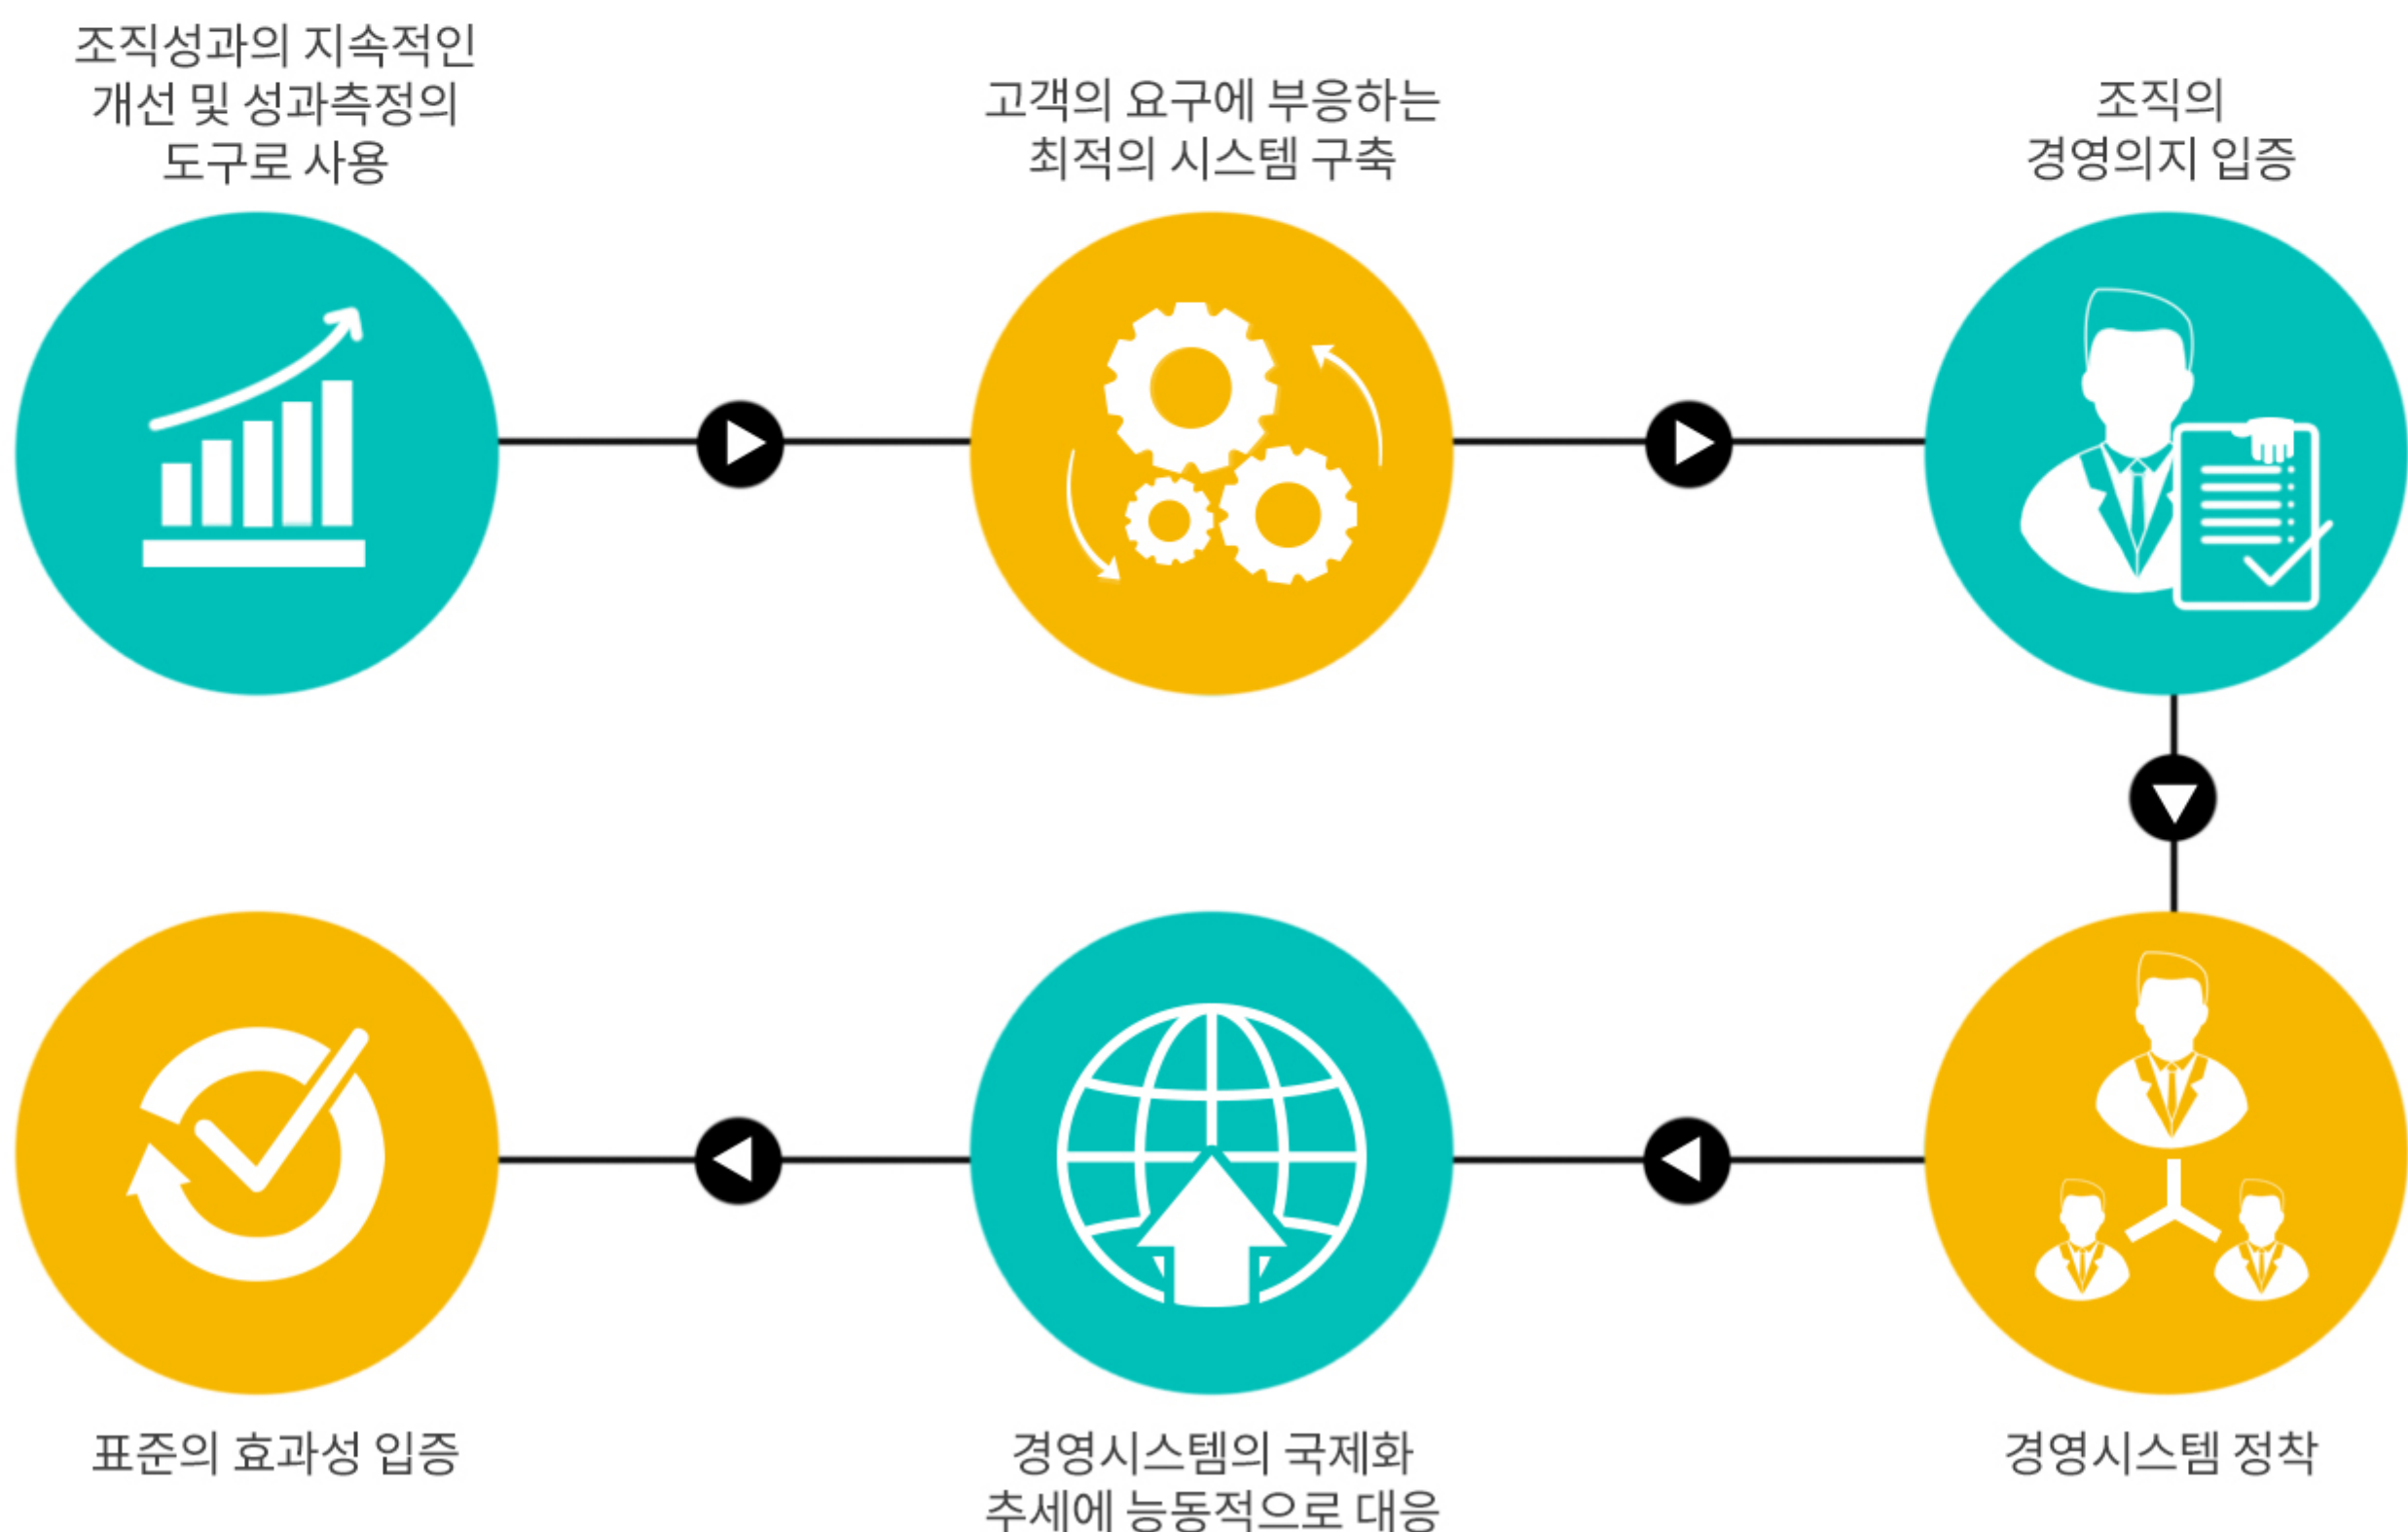 조직성과의 지속적인
개선 및 성과측정의
도구로 사용
고객의 요구에 부응하는
최적의 시스템 구축
조직의
경영의지 입증
표준의 효과성 입증
경영시스템의 국제화
추세에 능동적으로 대응
경영시스템 정착